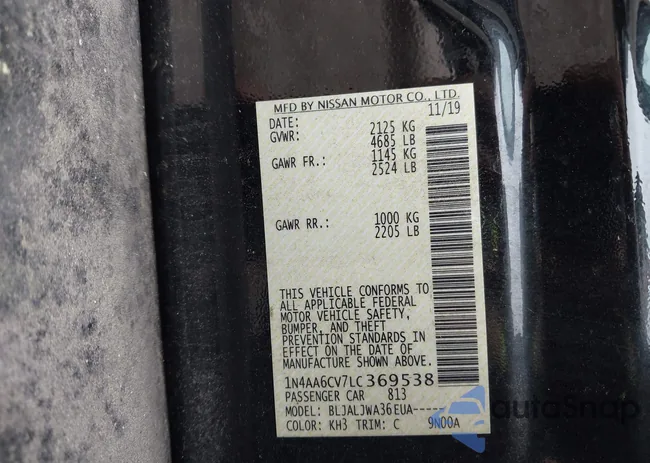 MFD BY NISSAN MOTOR CO., LTD.
DATE: 11/19
GVWR: 2125 KG
4685 LB
GAWR FR.: 1145 KG
2524 LB
GAWR RR.: 1000 KG
2205 LB
THIS VEHICLE CONFORMS TO
ALL APPLICABLE FEDERAL
MOTOR VEHICLE SAFETY,
BUMPER, AND THEFT
PREVENTION STANDARDS IN
EFFECT ON THE DATE OF
MANUFACTURE SHOWN ABOVE.
1N4AA6CV7LC369538
PASSENGER CAR 813
MODEL: BLJALJWA36EUA-----
COLOR: KH3 TRIM: C 9N00A
autoSnap